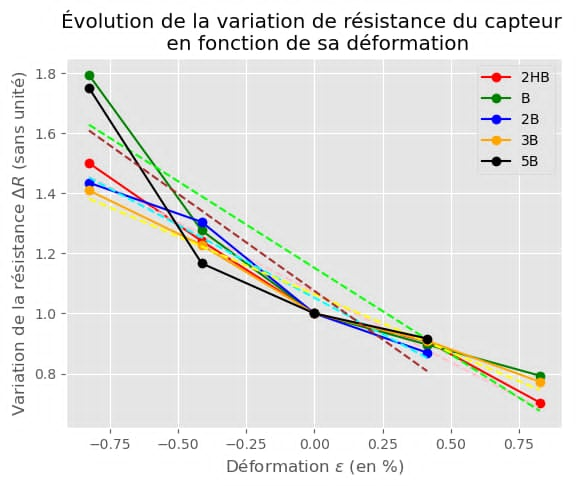 Évolution de la variation de résistance du capteur
en fonction de sa déformation
Variation de la résistance ΔR (sans unité)
1.8
1.6
1.4
1.2
1.0
0.8
2HB
B
2B
3B
5B
−0.75 −0.50 −0.25 0.00 0.25 0.50 0.75
Déformation ε (en %)